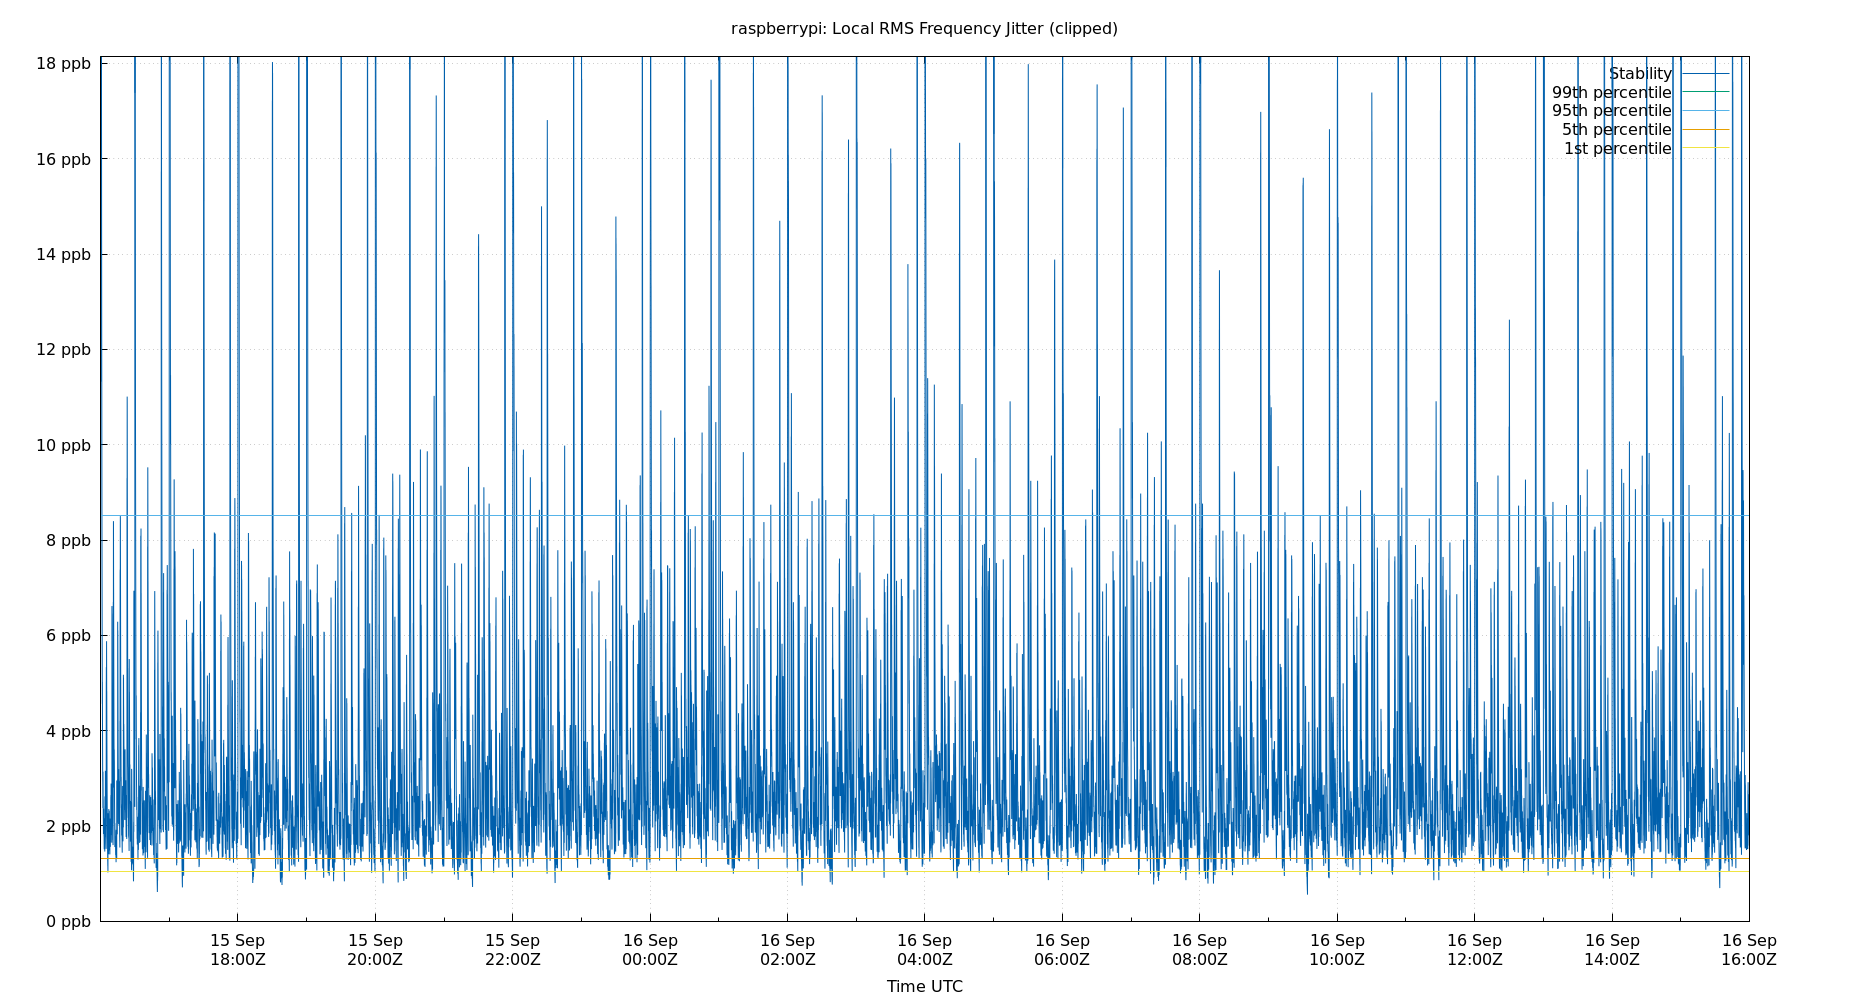 raspberrypi: Local RMS Frequency Jitter (clipped)
18 ppb
16 ppb
14 ppb
12 ppb
10 ppb
8 ppb
6 ppb
4 ppb
2 ppb
0 ppb
Stability
99th percentile
95th percentile
5th percentile
1st percentile
15 Sep
18:00Z
15 Sep
20:00Z
15 Sep
22:00Z
16 Sep
00:00Z
16 Sep
02:00Z
16 Sep
04:00Z
16 Sep
06:00Z
16 Sep
08:00Z
16 Sep
10:00Z
16 Sep
12:00Z
16 Sep
14:00Z
16 Sep
16:00Z
Time UTC